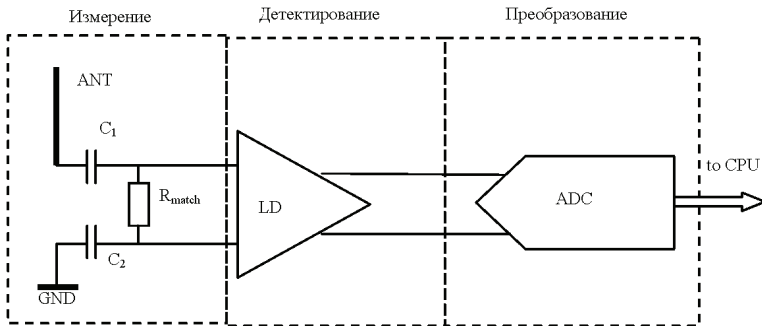 Измерение
Детектирование
Преобразование
ANT
C1
Rmatch
C2
GND
LD
ADC
to CPU